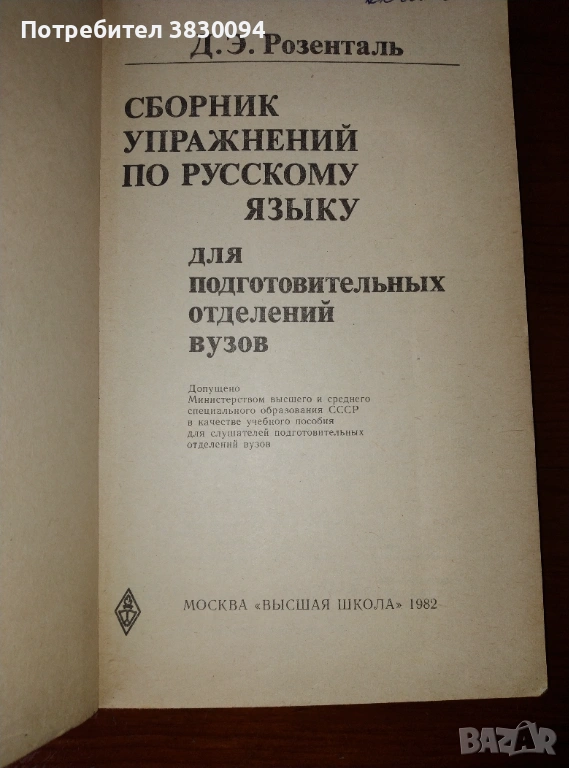 Потребител 3830094
Д. Э. Розенталь
СБОРНИК
УПРАЖНЕНИЙ
ПО РУССКОМУ
ЯЗЫКУ
для
подготовительных
отделений
вузов
Допущено
Министерством высшего и среднего
специального образования СССР
в качестве учебного пособия
для слушателей подготовительных
отделений вузов
МОСКВА «ВЫСШАЯ ШКОЛА» 1982
BAZAR